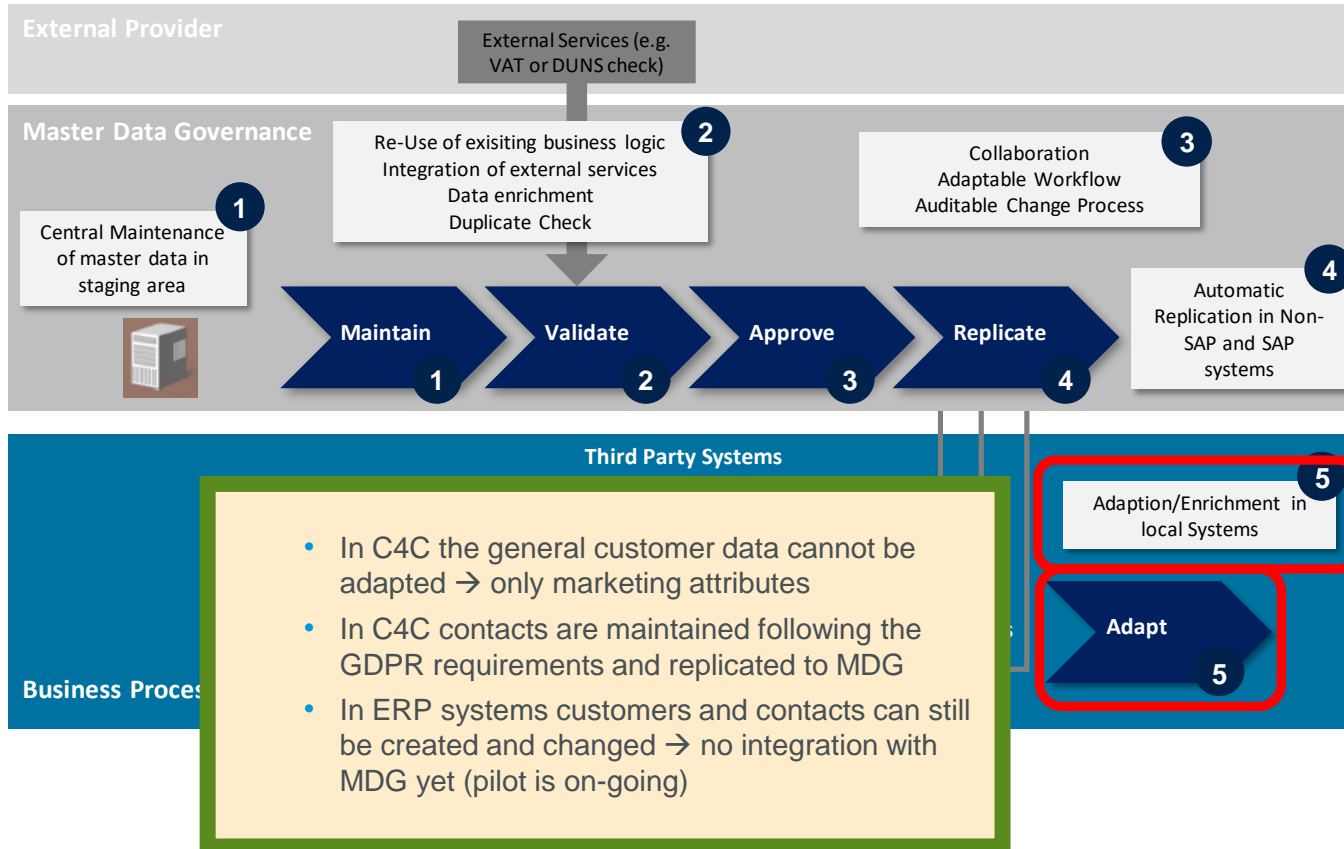 External Provider
External Services (e.g.
VAT or DUNS check)
Master Data Governance
Re-Use of exisiting business logic
Integration of external services
Data enrichment
Duplicate Check
2
Collaboration
Adaptable Workflow
Auditable Change Process
3
1
Central Maintenance
of master data in
staging area
4
Automatic
Replication in Non-
SAP and SAP
systems
Maintain
1
Validate
2
Approve
3
Replicate
4
Third Party Systems
5
Adaption/Enrichment in
local Systems
• In C4C the general customer data cannot be
adapted → only marketing attributes
• In C4C contacts are maintained following the
GDPR requirements and replicated to MDG
• In ERP systems customers and contacts can still
be created and changed → no integration with
MDG yet (pilot is on-going)
Adapt
5
Business